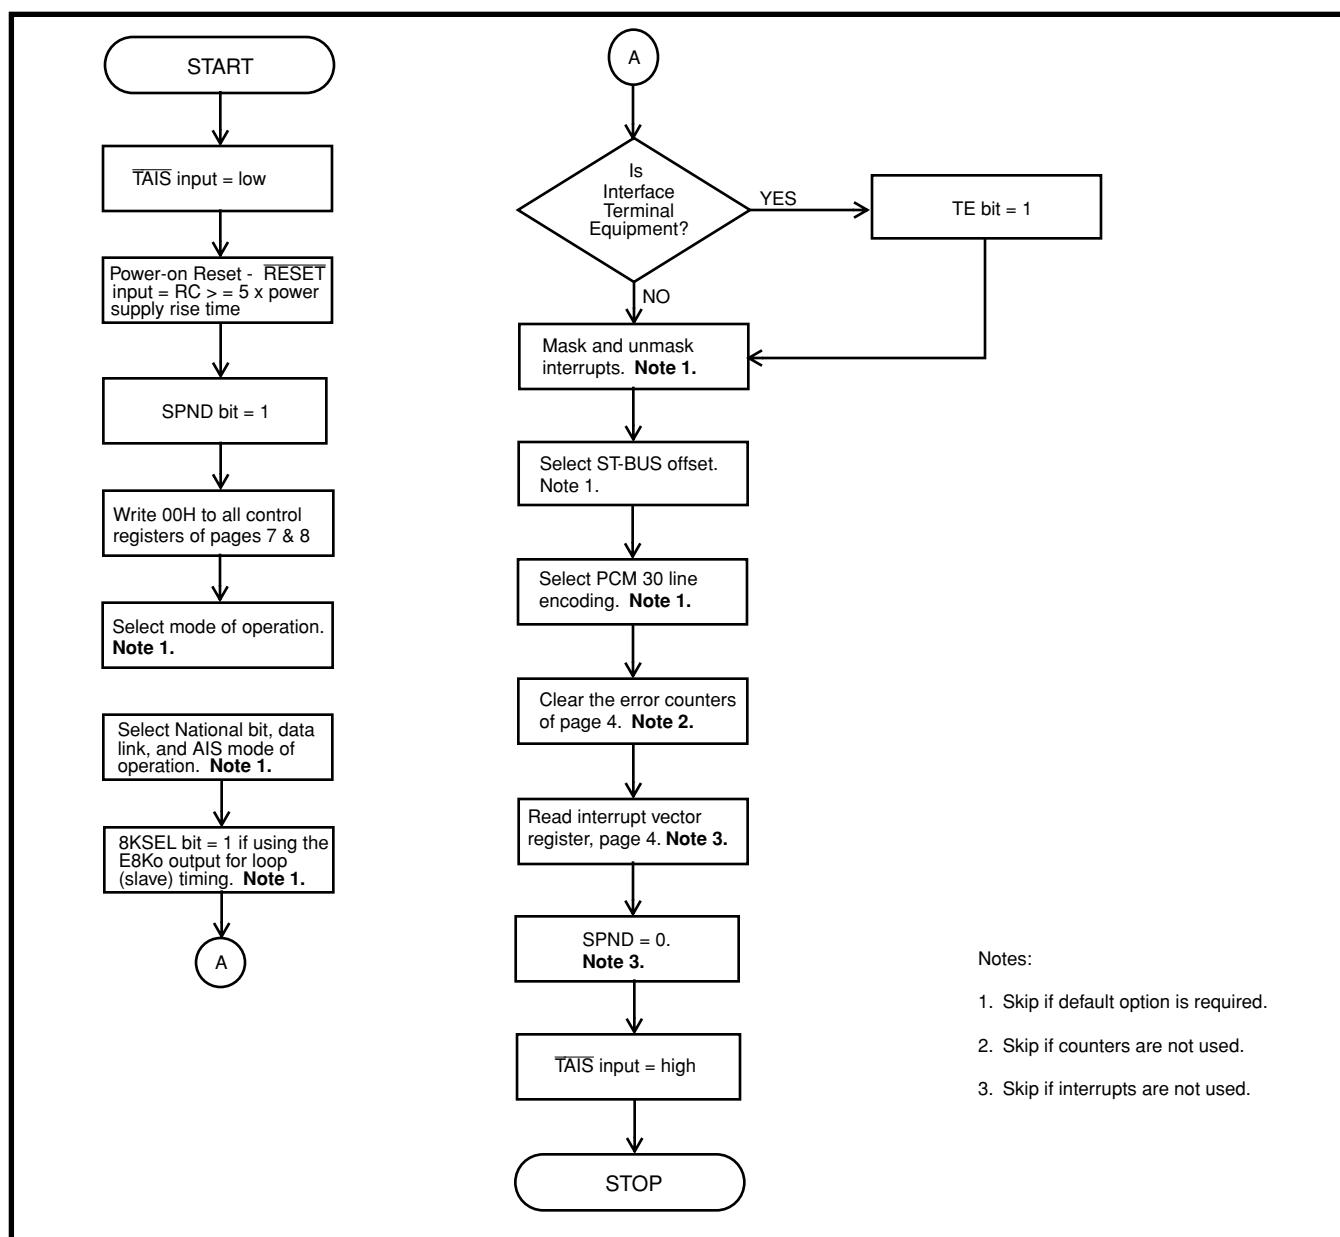 START
TAIS input = low
Power-on Reset - RESET
input = RC > = 5 x power
supply rise time
SPND bit = 1
Write 00H to all control
registers of pages 7 & 8
Select mode of operation.
Note 1.
Select National bit, data
link, and AIS mode of
operation. Note 1.
8KSEL bit = 1 if using the
E8Ko output for loop
(slave) timing. Note 1.
A
A
Is
Interface
Terminal
Equipment?
YES
TE bit = 1
NO
Mask and unmask
interrupts. Note 1.
Select ST-BUS offset.
Note 1.
Select PCM 30 line
encoding. Note 1.
Clear the error counters
of page 4. Note 2.
Read interrupt vector
register, page 4. Note 3.
SPND = 0.
Note 3.
TAIS input = high
STOP
Notes:
1. Skip if default option is required.
2. Skip if counters are not used.
3. Skip if interrupts are not used.